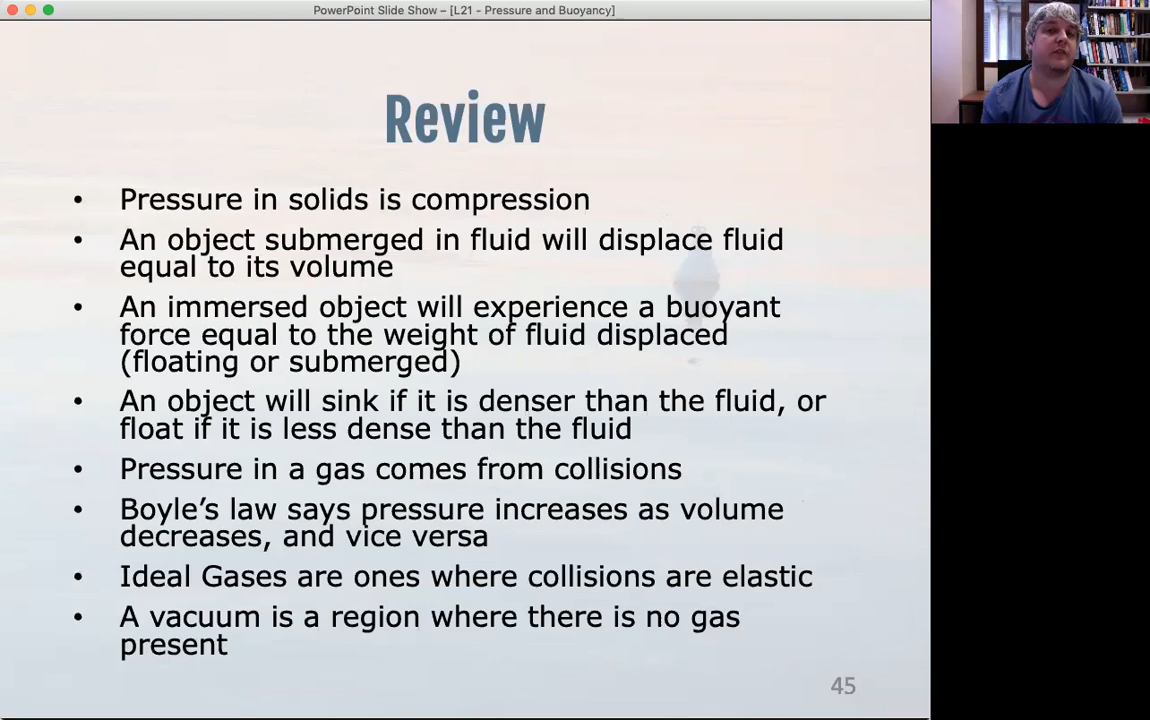 PowerPoint Slide Show – [L21 - Pressure and Buoyancy]
Review
• Pressure in solids is compression
• An object submerged in fluid will displace fluid
equal to its volume
• An immersed object will experience a buoyant
force equal to the weight of fluid displaced
(floating or submerged)
• An object will sink if it is denser than the fluid, or
float if it is less dense than the fluid
• Pressure in a gas comes from collisions
• Boyle’s law says pressure increases as volume
decreases, and vice versa
• Ideal Gases are ones where collisions are elastic
• A vacuum is a region where there is no gas
present
45